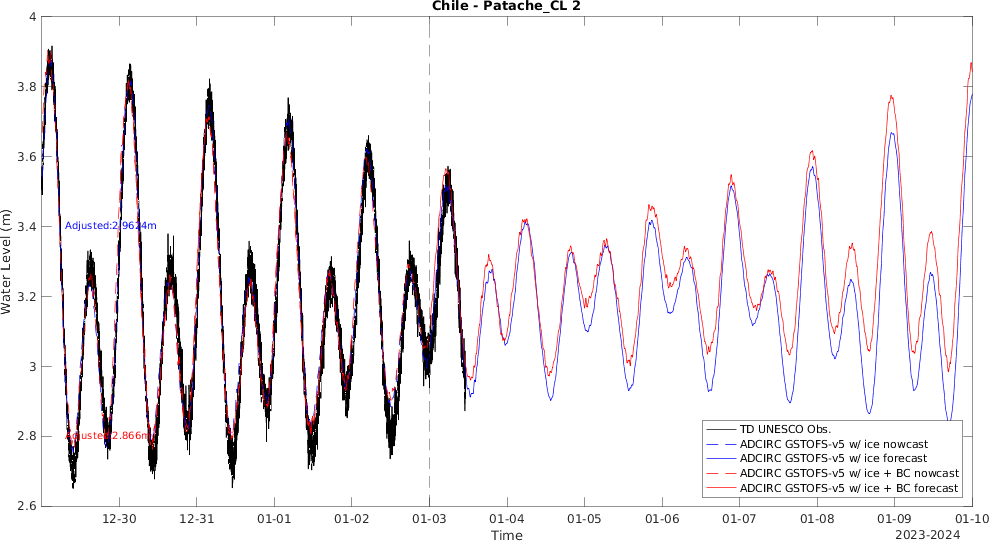 Chile - Patache_CL 2
4
3.8
3.6
3.4
3.2
3
2.8
2.6
Water Level (m)
Adjusted:2.9624m
Adjusted:2.866m
TD UNESCO Obs.
ADCIRC GSTOFS-v5 w/ ice nowcast
ADCIRC GSTOFS-v5 w/ ice forecast
ADCIRC GSTOFS-v5 w/ ice + BC nowcast
ADCIRC GSTOFS-v5 w/ ice + BC forecast
12-30 12-31 01-01 01-02 01-03 01-04 01-05 01-06 01-07 01-08 01-09 01-10
Time
2023-2024